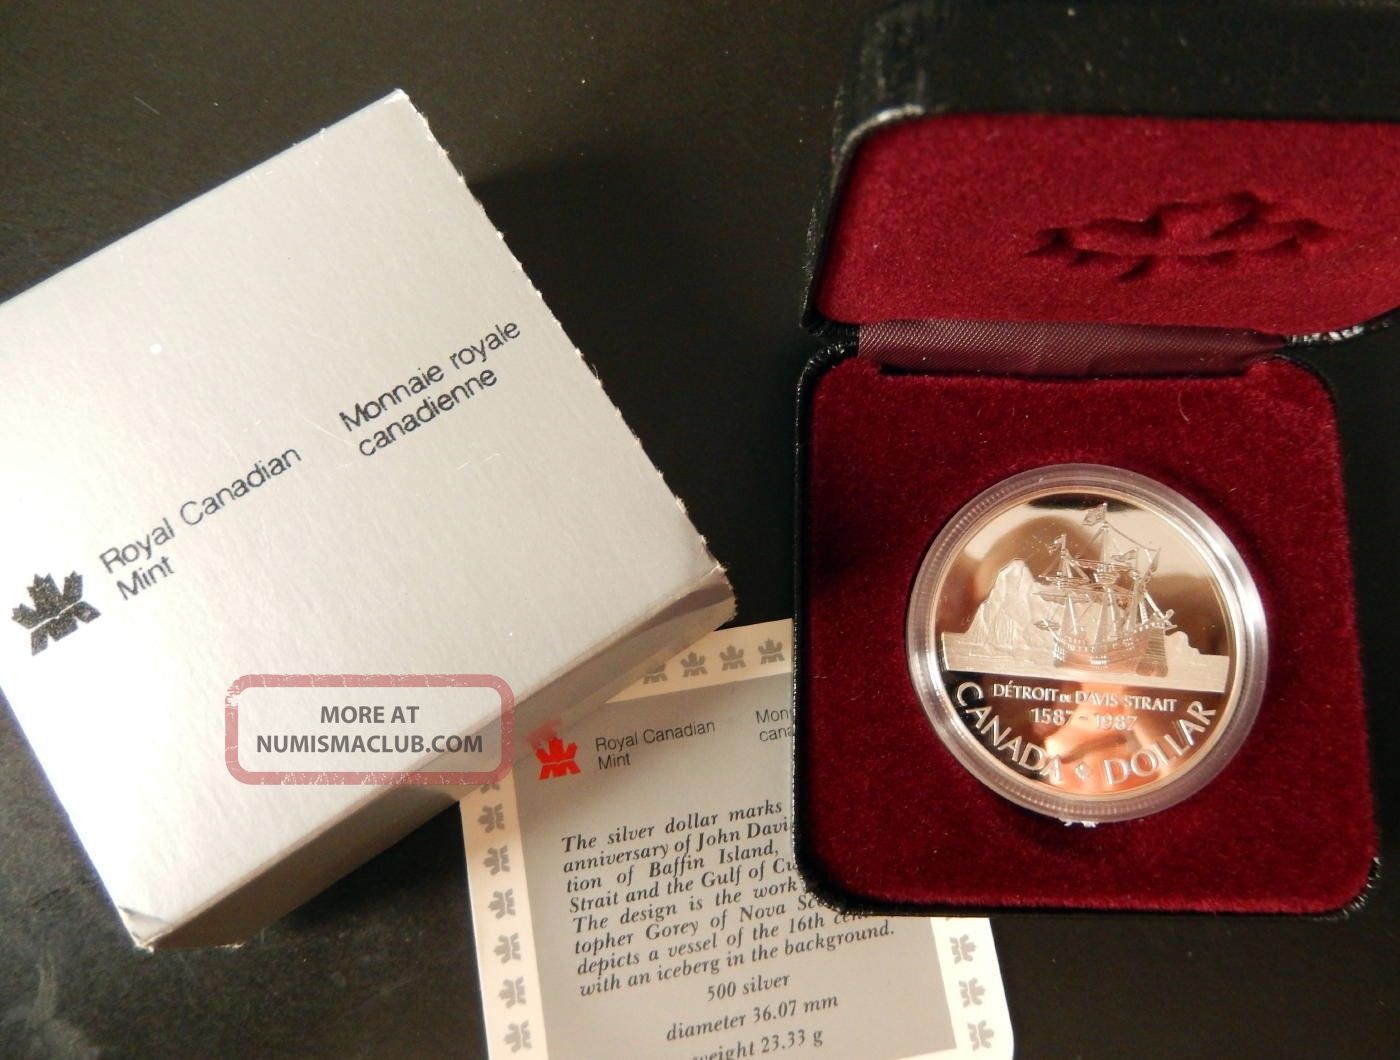 Royal Canadian
Mint
Monnaie royale
canadienne
MORE AT
NUMISMACLUB.COM
Royal Canadian
Mint
The silver dollar marks
anniversary of John
tion of Baffin Island,
Strait and the Gulf of
The design is the work
topher Gorey of Nova
depicts a vessel of the 16th
with an iceberg in the background.
500 silver
diameter 36.07 mm
weight 23.33 g
DÉTROIT DE DAVIS STRAIT
1587-1987
CANADA DOLLAR